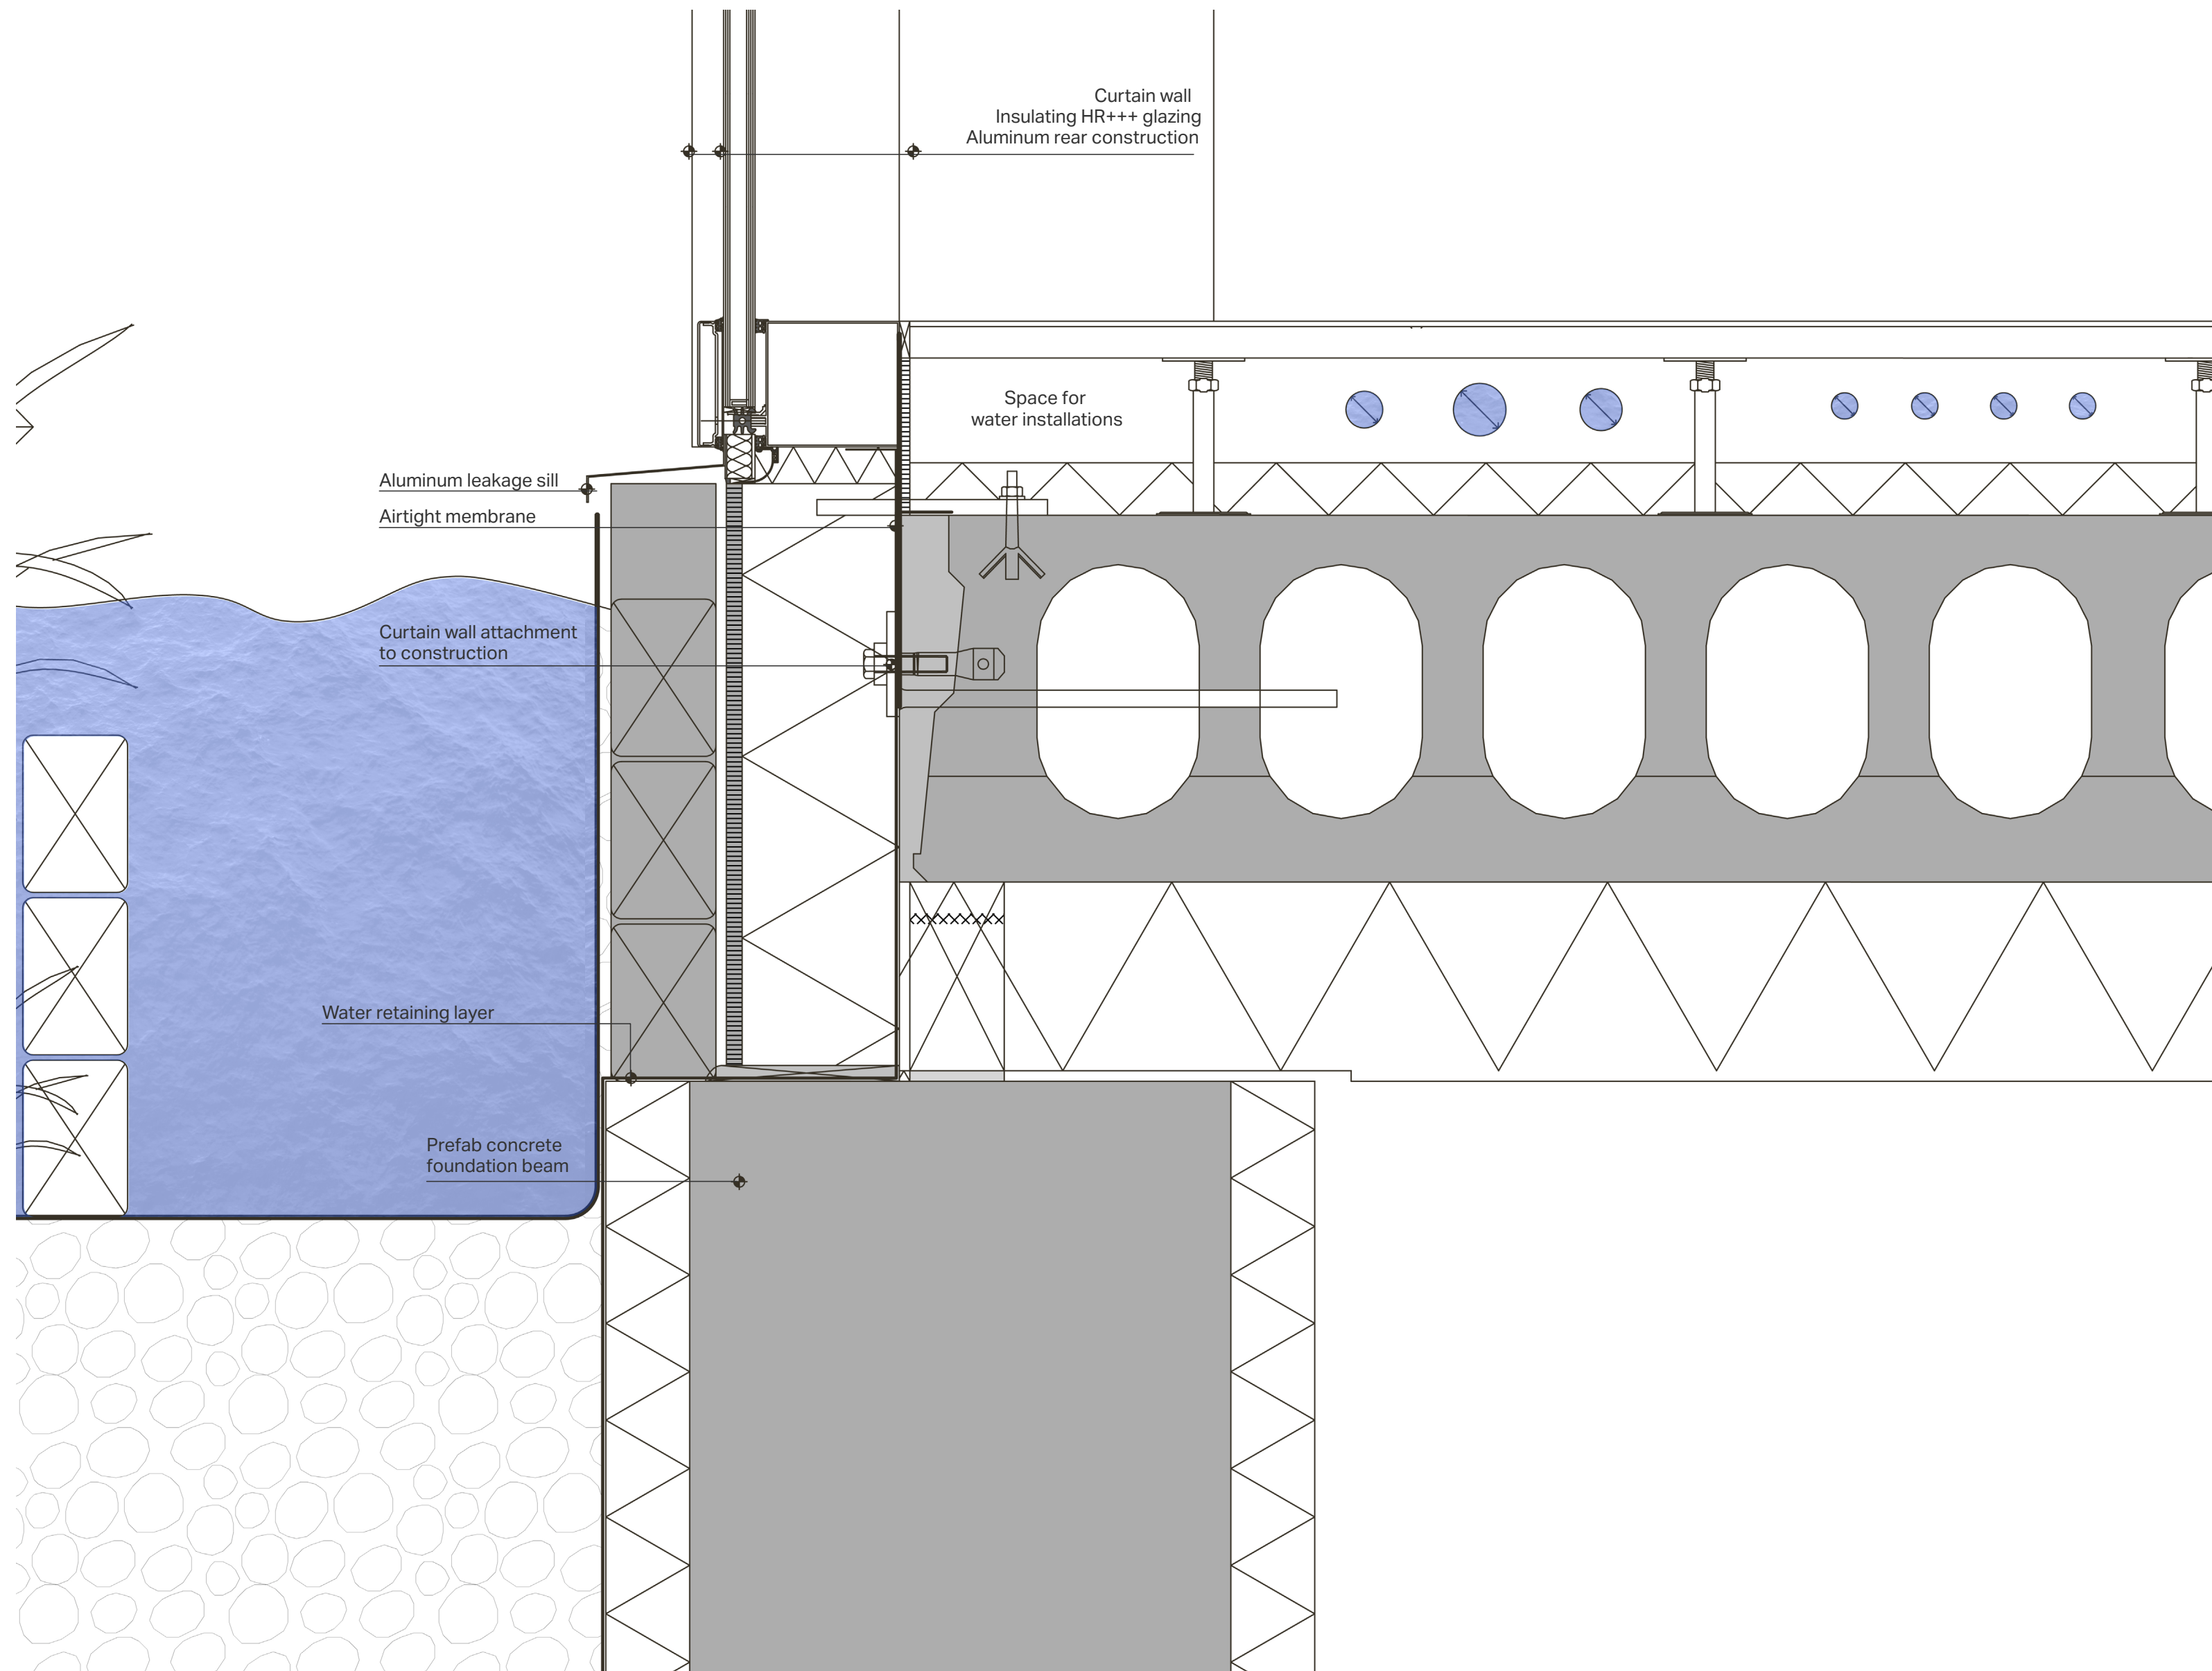 Curtain wall
Insulating HR+++ glazing
Aluminum rear construction
Space for
water installations
Aluminum leakage sill
Airtight membrane
Curtain wall attachment
to construction
Water retaining layer
Prefab concrete
foundation beam